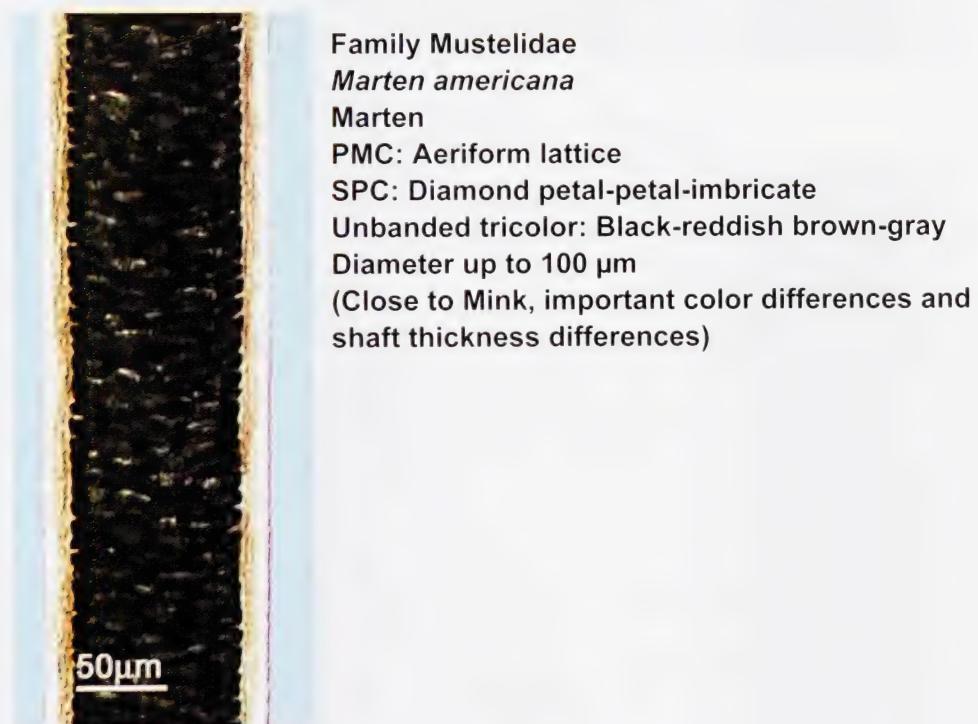 Family Mustelidae
Marten americana
Marten
PMC: Aeriform lattice
SPC: Diamond petal-petal-imbricate
Unbanded tricolor: Black-reddish brown-gray
Diameter up to 100 µm
(Close to Mink, important color differences and
shaft thickness differences)
50µm